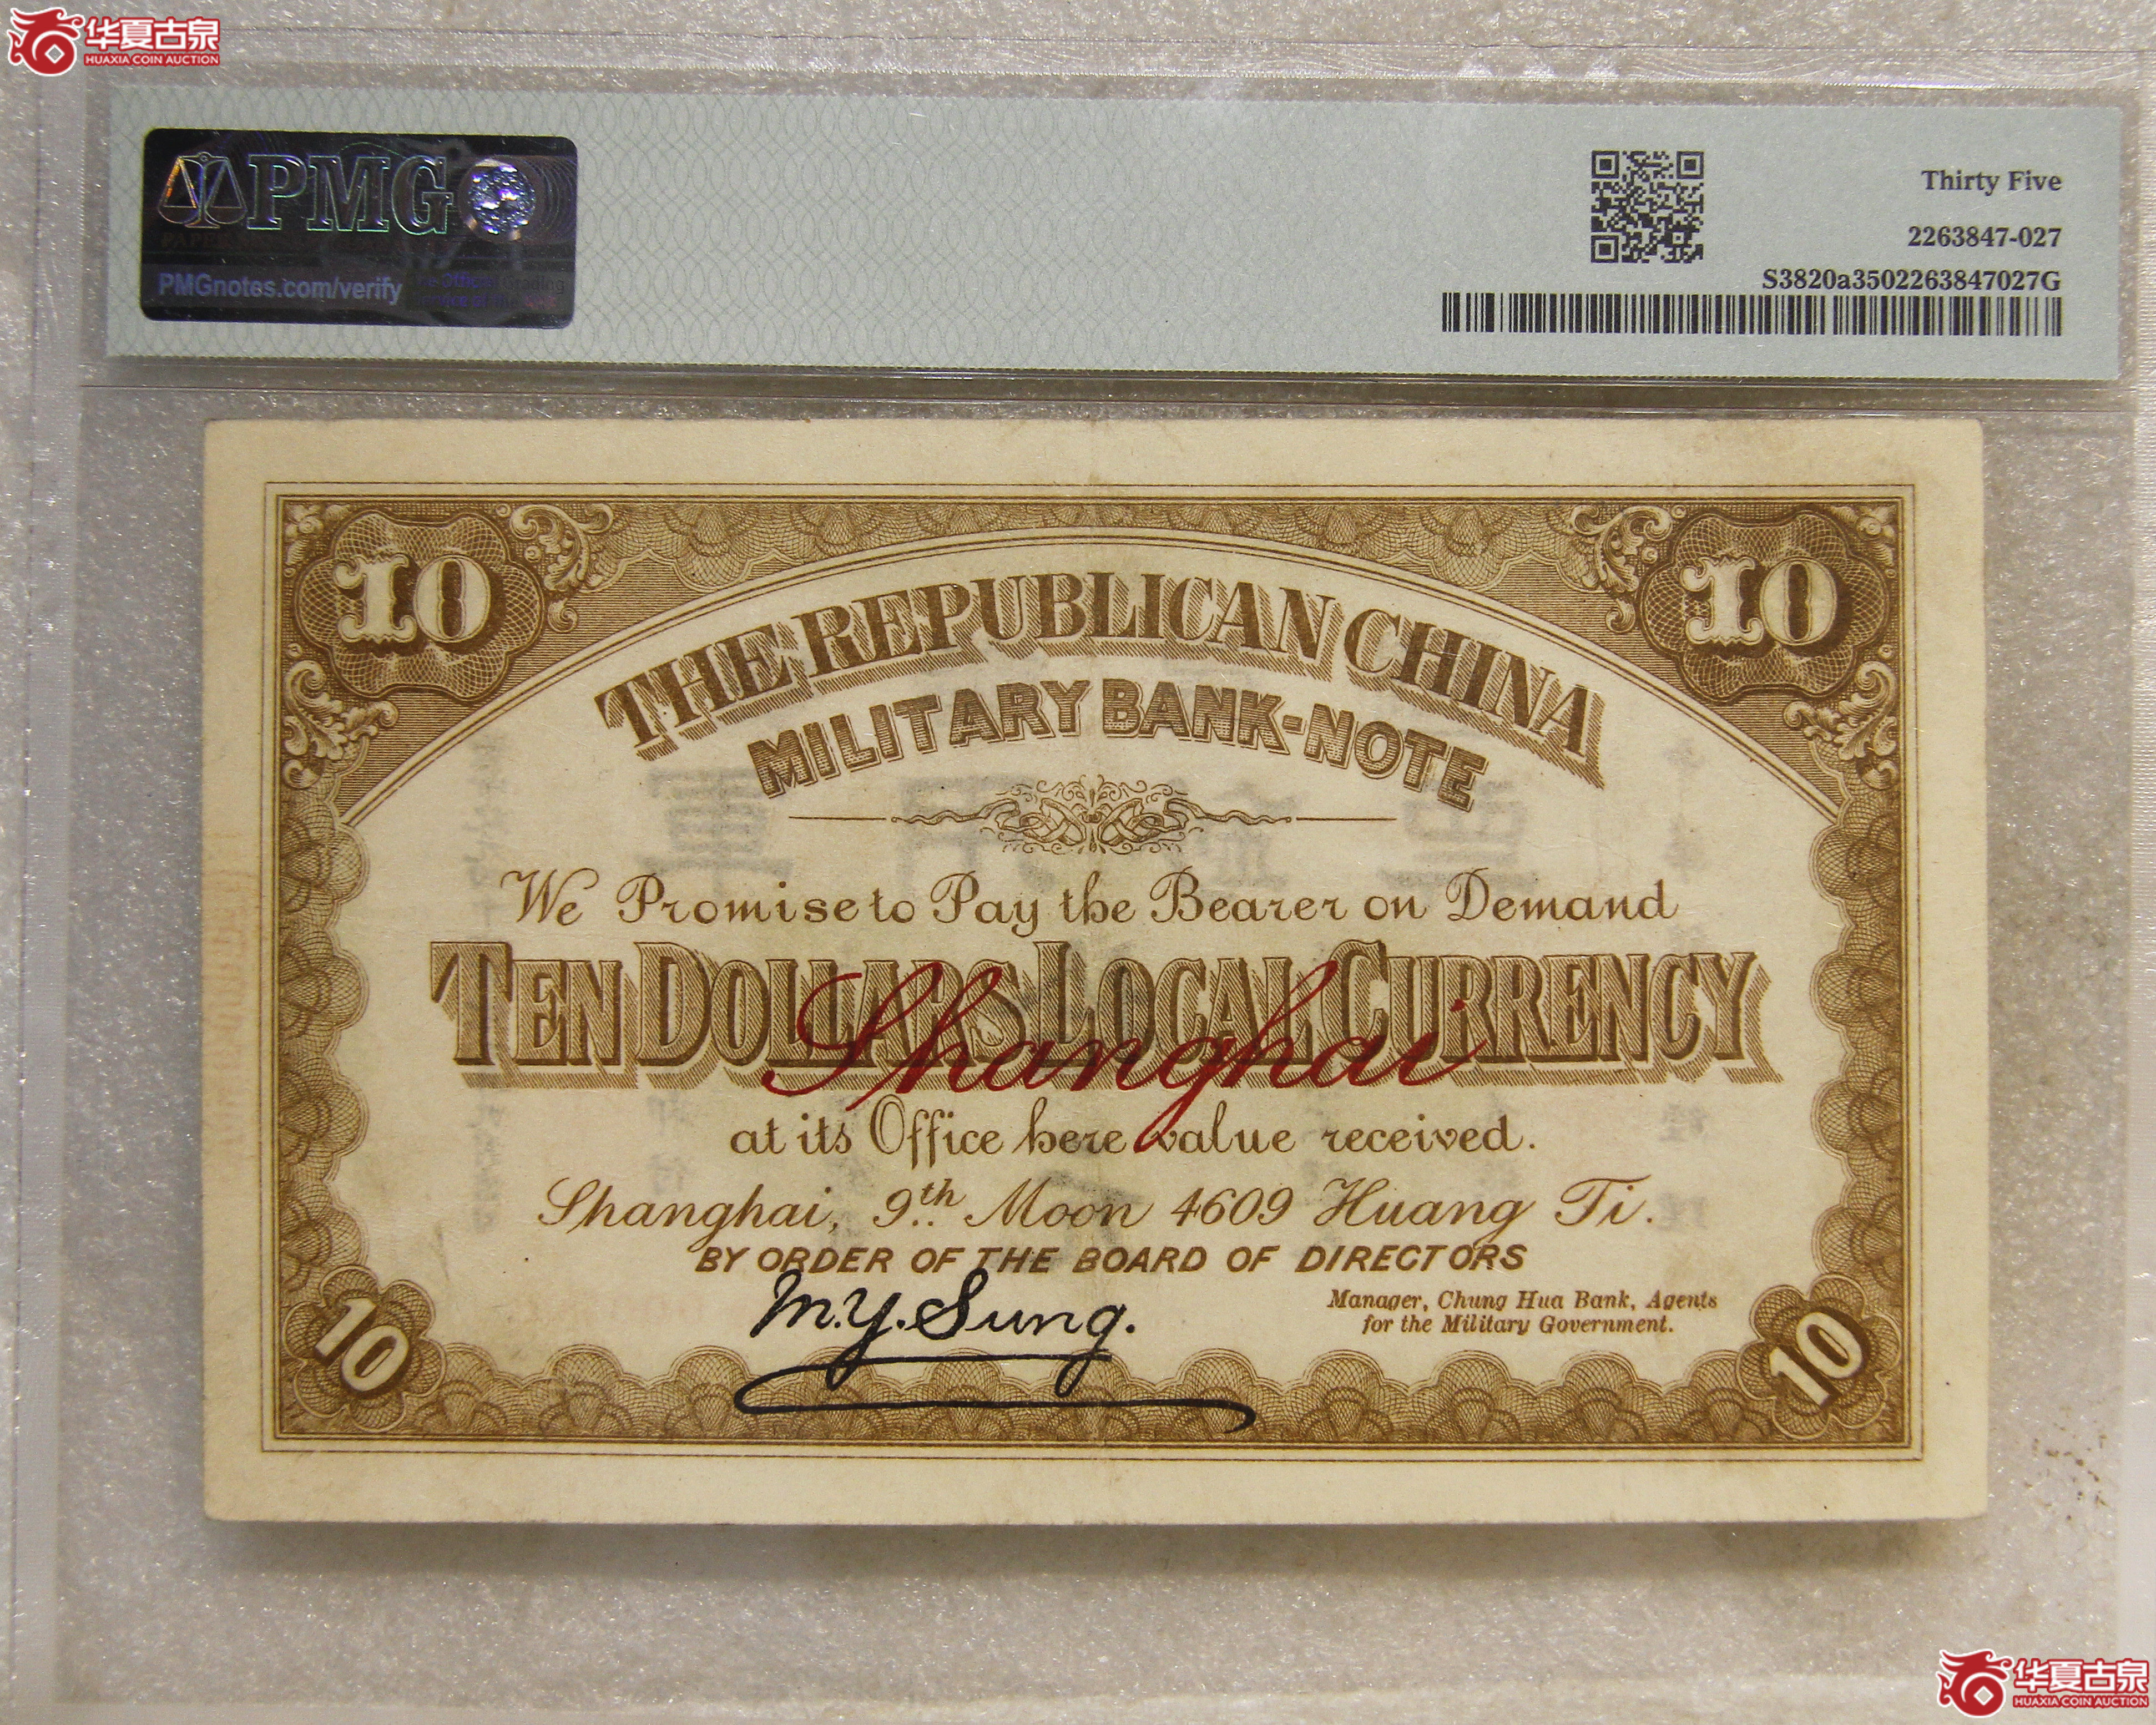 华夏古泉
HUAXIA COIN AUCTION
PMG
PMGnotes.com/verify
Thirty Five
2263847-027
S3820a3502263847027G
10 10
THE REPUBLICAN CHINA
MILITARY BANK-NOTE
We Promise to Pay the Bearer on Demand
TEN DOLLARS LOCAL CURRENCY
Shanghai
at its Office here value received.
Shanghai, 9th Moon 4609 Huang Ti.
BY ORDER OF THE BOARD OF DIRECTORS
M.Y. Sung.
Manager, Chung Hua Bank, Agents
for the Military Government.
10 10
华夏古泉
HUAXIA COIN AUCTION